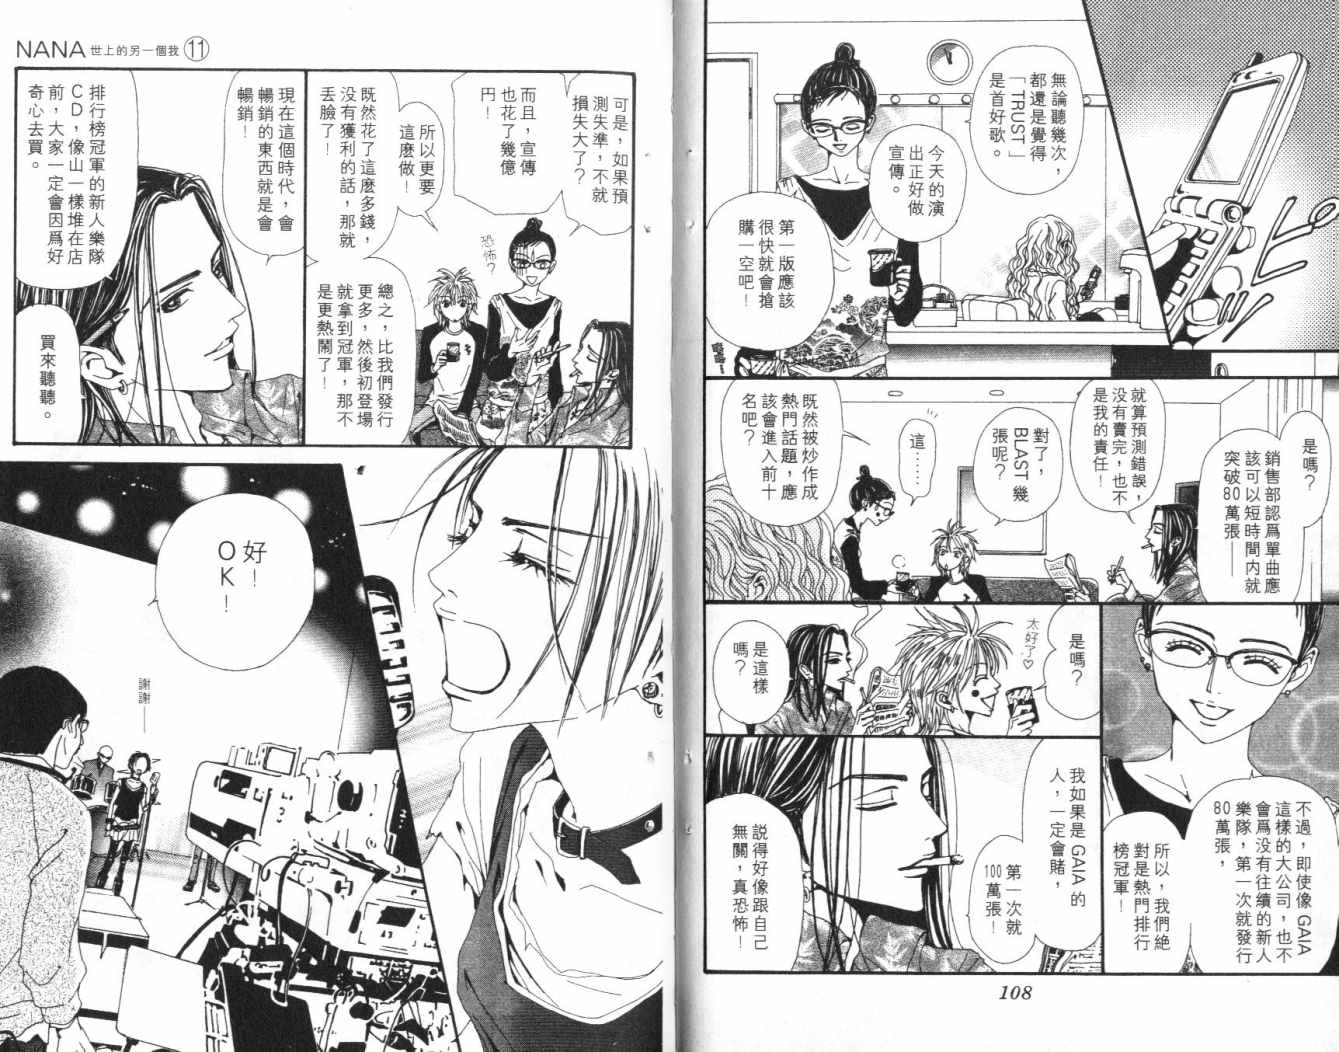 無論聽幾次，
都還是覺得
「TRUST」
是首好歌。
今天的演
出正好做
宣傳。
第一版應該
很快就會搶
購一空吧！
是嗎？
銷售部認爲單曲應
該可以短時間内就
突破80萬張——
就算預測錯誤，
没有賣完，也不
是我的責任！
對了，
BLAST幾
張呢？
這……
既然被炒作成
熱門話題，應
該會進入前十
名吧？
不過，即使像GAIA
這樣的大公司，也不
會爲没有往績的新人
樂隊，第一次就發行
80萬張，
所以，我們絶
對是熱門排行
榜冠軍！
是嗎？
太好了♡
是這樣
嗎？
我如果是GAIA的
人，一定會賭，
第一次就
100萬張！
説得好像跟自己
無關，真恐怖！
108
NANA 世上的另一個我 ⑪
可是，如果預
測失準，不就
損失大了？
而且，宣傳
也花了幾億
円！
所以更要
這麽做！
既然花了這麽多錢，
没有獲利的話，那就
丢臉了！
恐怖？
總之，比我們發行
更多，然後初登場
就拿到冠軍，那不
是更熱鬧了！
現在這個時代，會
暢銷的東西就是會
暢銷！
排行榜冠軍的新人樂隊
CD，像山一樣堆在店
前，大家一定會因爲好
奇心去買。
買來聽聽。
好！
OK！
謝謝——